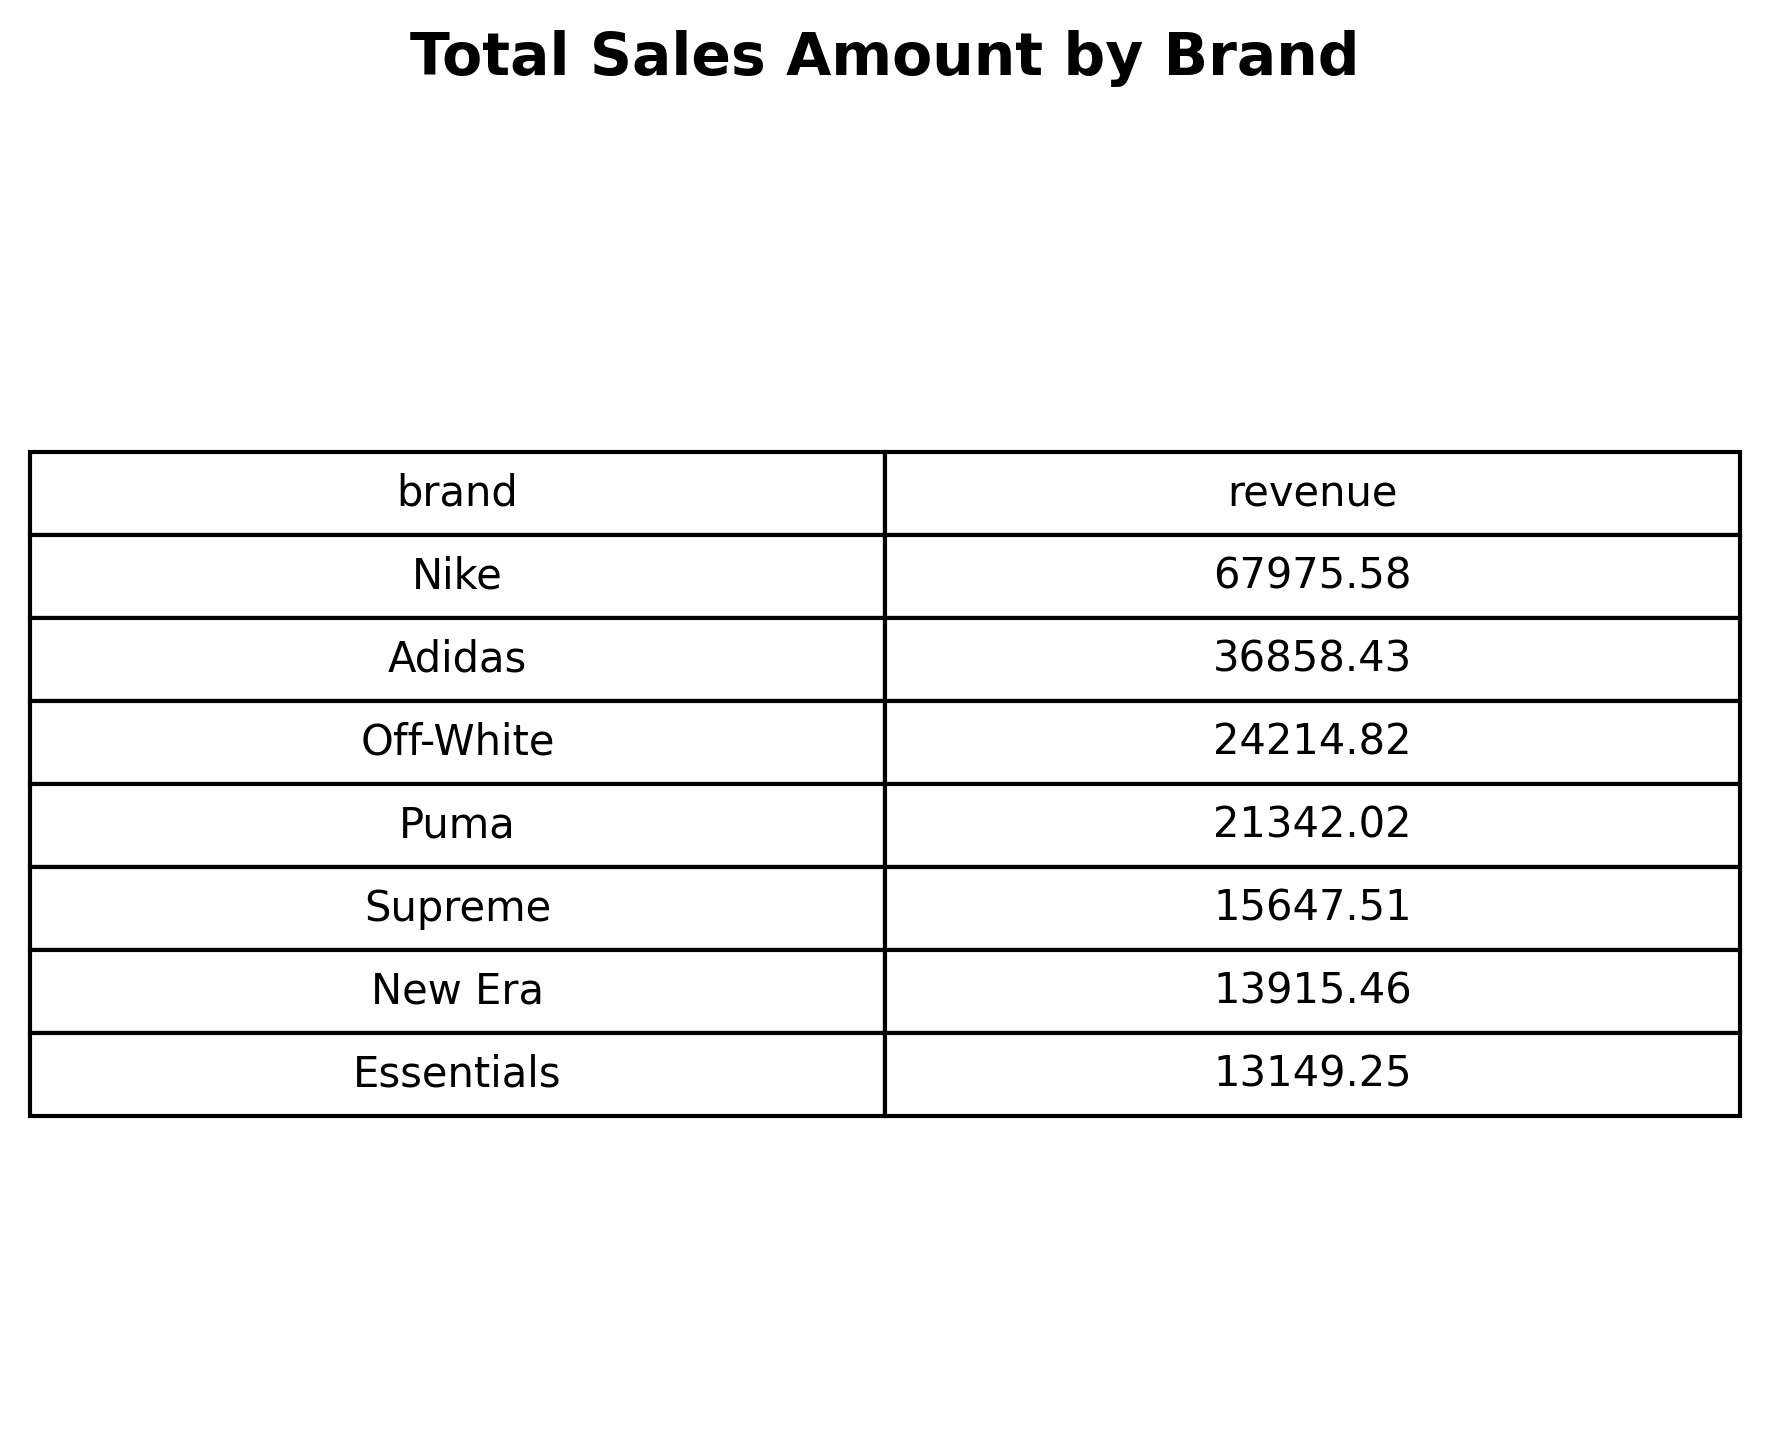 Total Sales Amount by Brand
brand revenue
Nike 67975.58
Adidas 36858.43
Off-White 24214.82
Puma 21342.02
Supreme 15647.51
New Era 13915.46
Essentials 13149.25